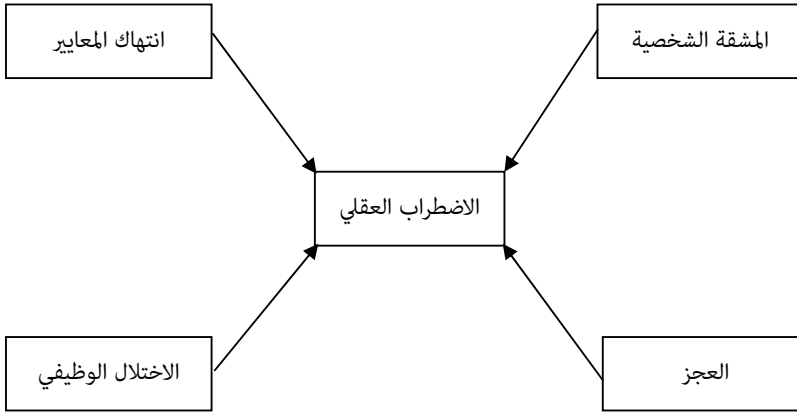 المشقة الشخصية
انتهاك المعايير
الاضطراب العقلي
العجز
الاختلال الوظيفي